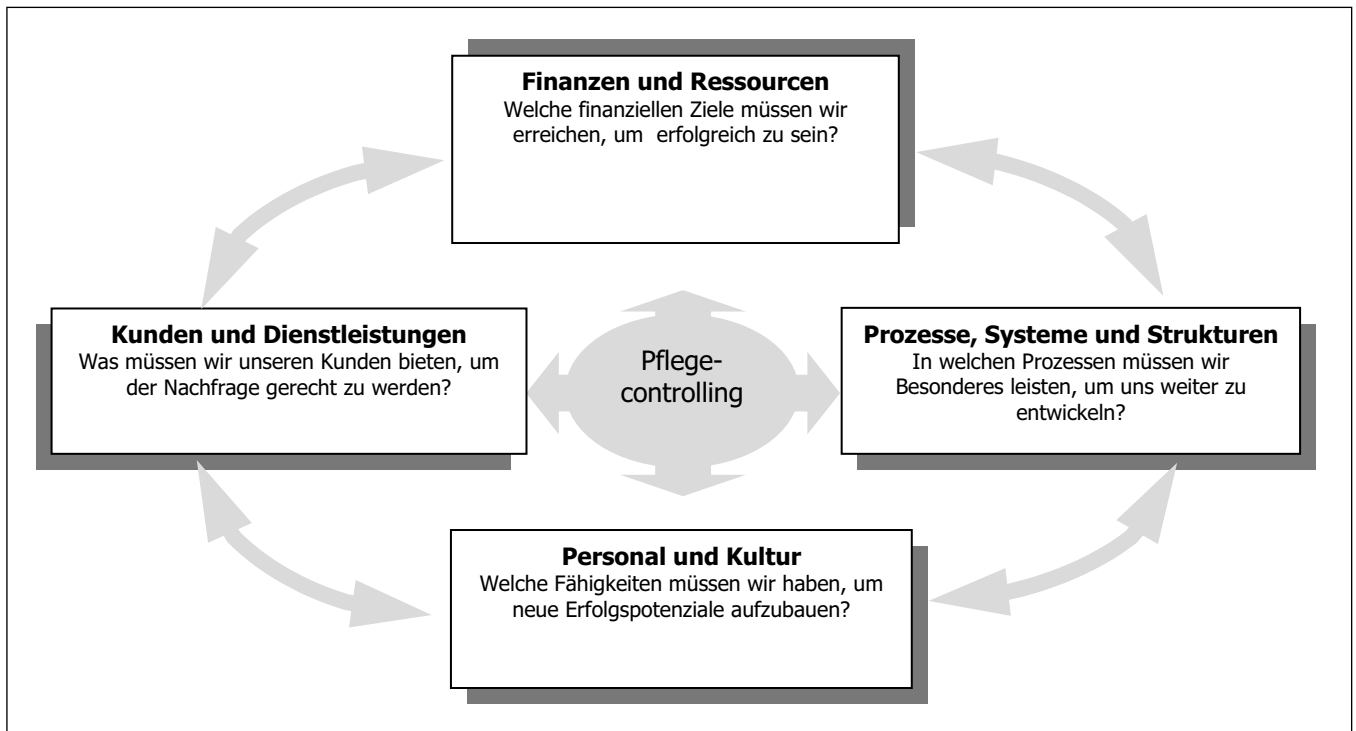 Finanzen und Ressourcen
Welche finanziellen Ziele müssen wir
erreichen, um erfolgreich zu sein?
Kunden und Dienstleistungen
Was müssen wir unseren Kunden bieten, um
der Nachfrage gerecht zu werden?
Pflege-
controlling
Prozesse, Systeme und Strukturen
In welchen Prozessen müssen wir
Besonderes leisten, um uns weiter zu
entwickeln?
Personal und Kultur
Welche Fähigkeiten müssen wir haben, um
neue Erfolgspotenziale aufzubauen?